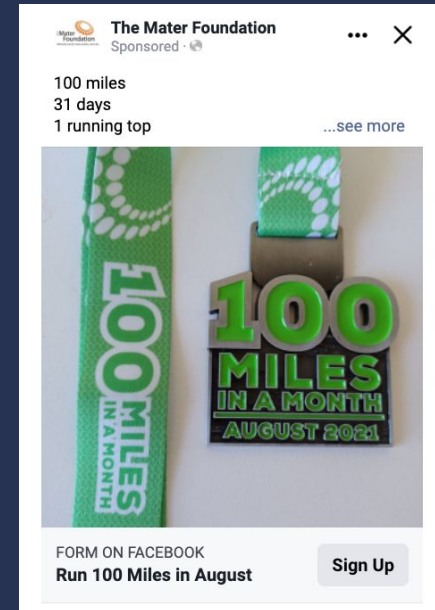 The Mater Foundation
Sponsored ·
Mater
Foundation
100 miles
31 days
1 running top
...see more
100 MILES
IN A MONTH
100
MILES
IN A MONTH
AUGUST 2021
FORM ON FACEBOOK
Run 100 Miles in August
Sign Up